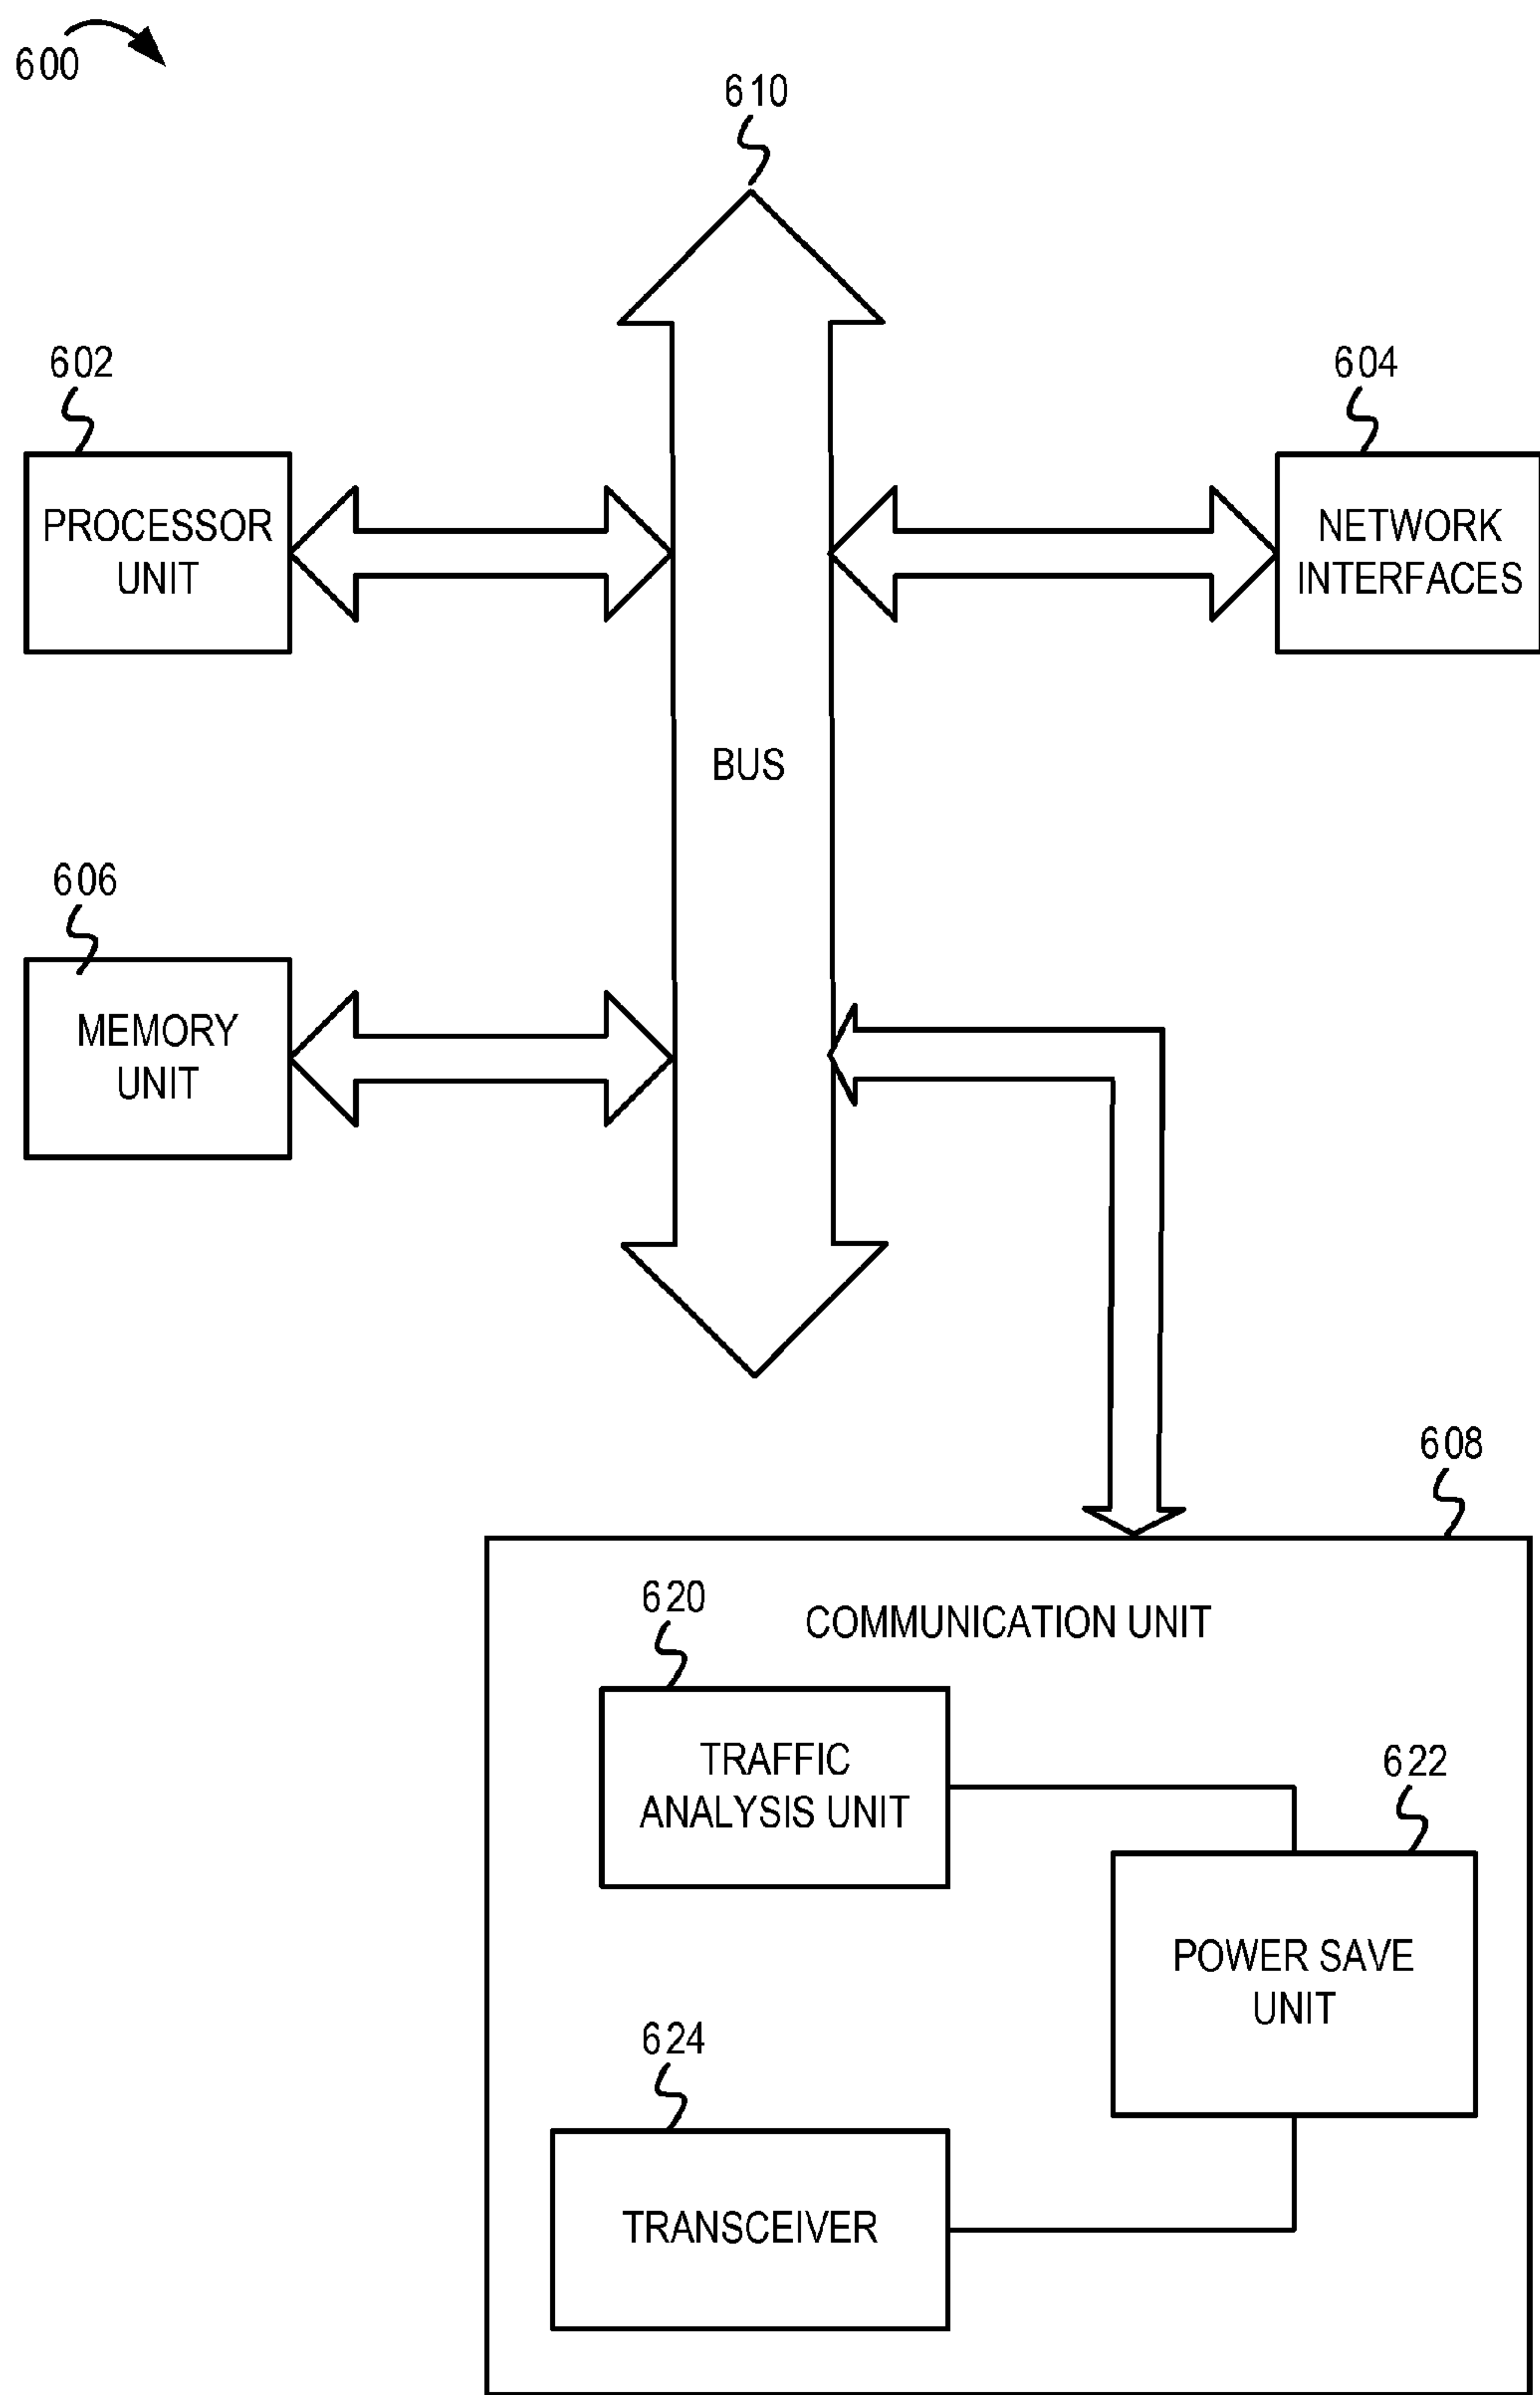 600
610
602
604
PROCESSOR
UNIT
NETWORK
INTERFACES
BUS
606
MEMORY
UNIT
608
COMMUNICATION UNIT
620
TRAFFIC
ANALYSIS UNIT
622
POWER SAVE
UNIT
624
TRANSCEIVER